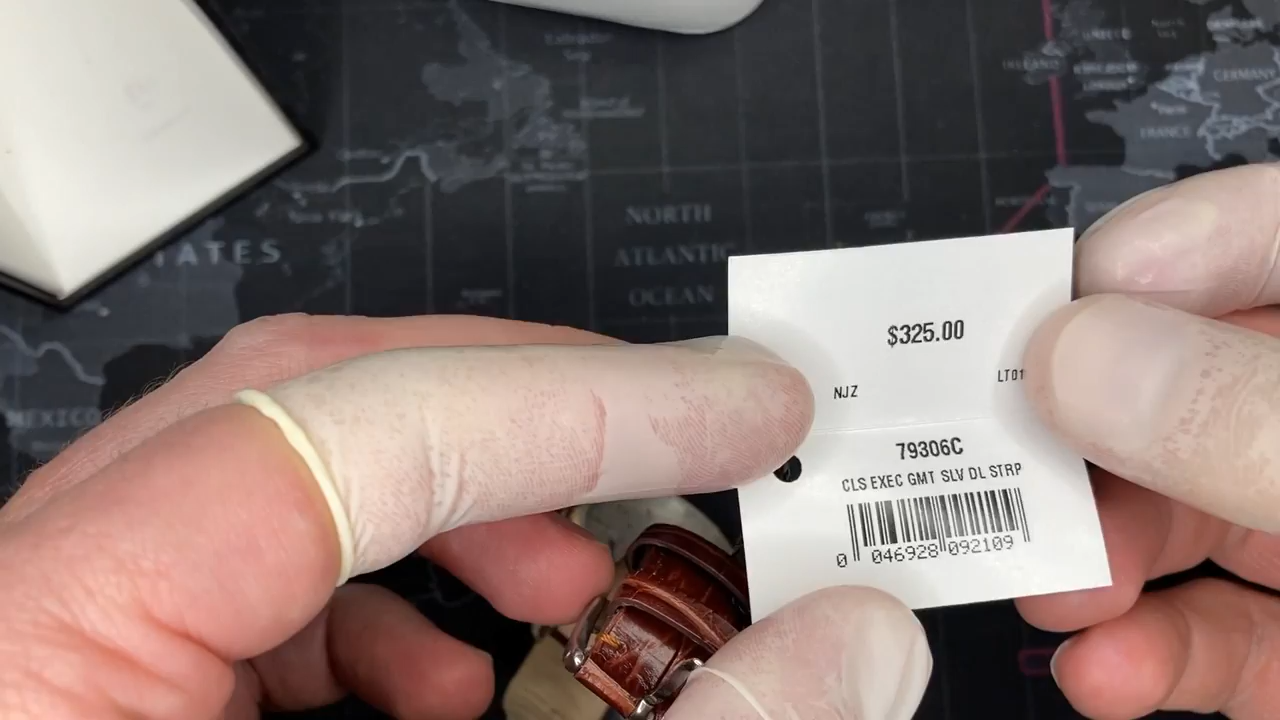 GERMANY
FRANCE
NORTH
ATLANTIC
OCEAN
TATES
MEXICO
$325.00
NJZ
LT01
79306C
CLS EXEC GMT SLV DL STRP
0 046928 092109